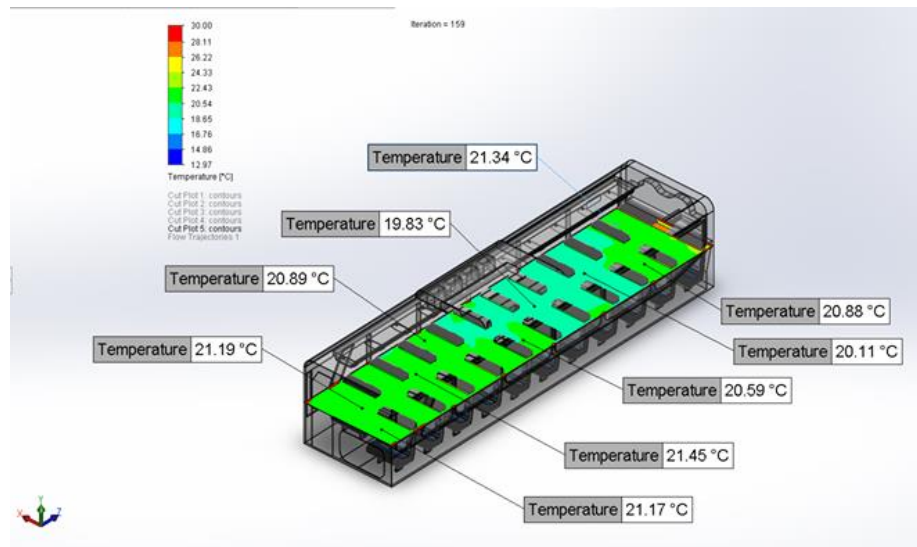 Iteration = 159
30.00
28.11
26.22
24.33
22.43
20.54
18.65
16.76
14.86
12.97
Temperature [°C]
Cut Plot 1: contours
Cut Plot 2: contours
Cut Plot 3: contours
Cut Plot 4: contours
Cut Plot 5: contours
Flow Trajectories 1
Temperature 21.34 °C
Temperature 19.83 °C
Temperature 20.89 °C
Temperature 20.88 °C
Temperature 21.19 °C
Temperature 20.11 °C
Temperature 20.59 °C
Temperature 21.45 °C
Temperature 21.17 °C
Y
X
Z